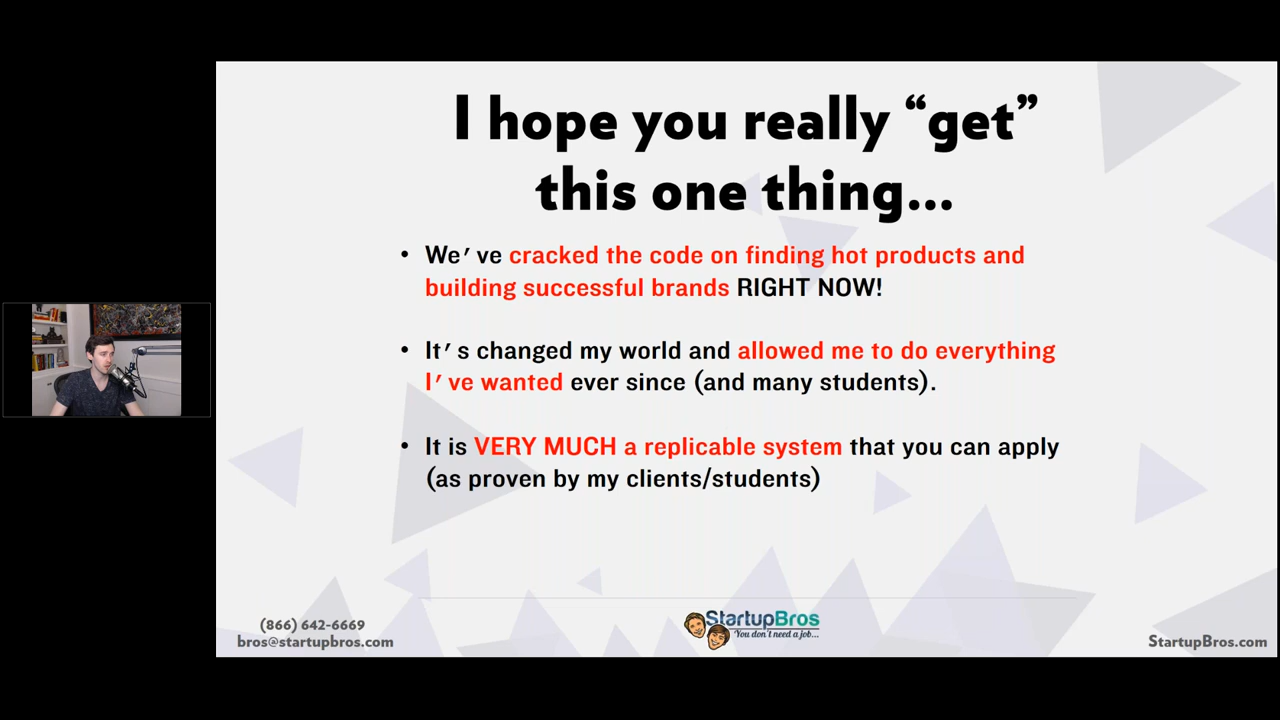 I hope you really “get”
this one thing...
• We’ve cracked the code on finding hot products and
building successful brands RIGHT NOW!
• It’s changed my world and allowed me to do everything
I’ve wanted ever since (and many students).
• It is VERY MUCH a replicable system that you can apply
(as proven by my clients/students)
(866) 642-6669
bros@startupbros.com
StartupBros
"You don't need a job...
StartupBros.com